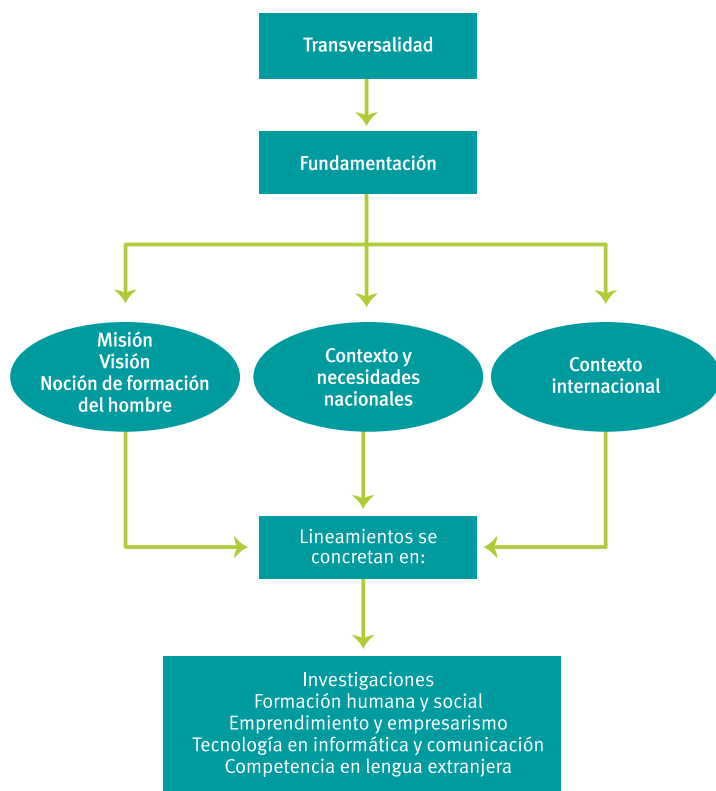 Transversalidad
Fundamentación
Misión
Visión
Noción de formación
del hombre
Contexto y
necesidades
nacionales
Contexto
internacional
Lineamientos se
concretan en:
Investigaciones
Formación humana y social
Emprendimiento y empresarismo
Tecnología en informática y comunicación
Competencia en lengua extranjera